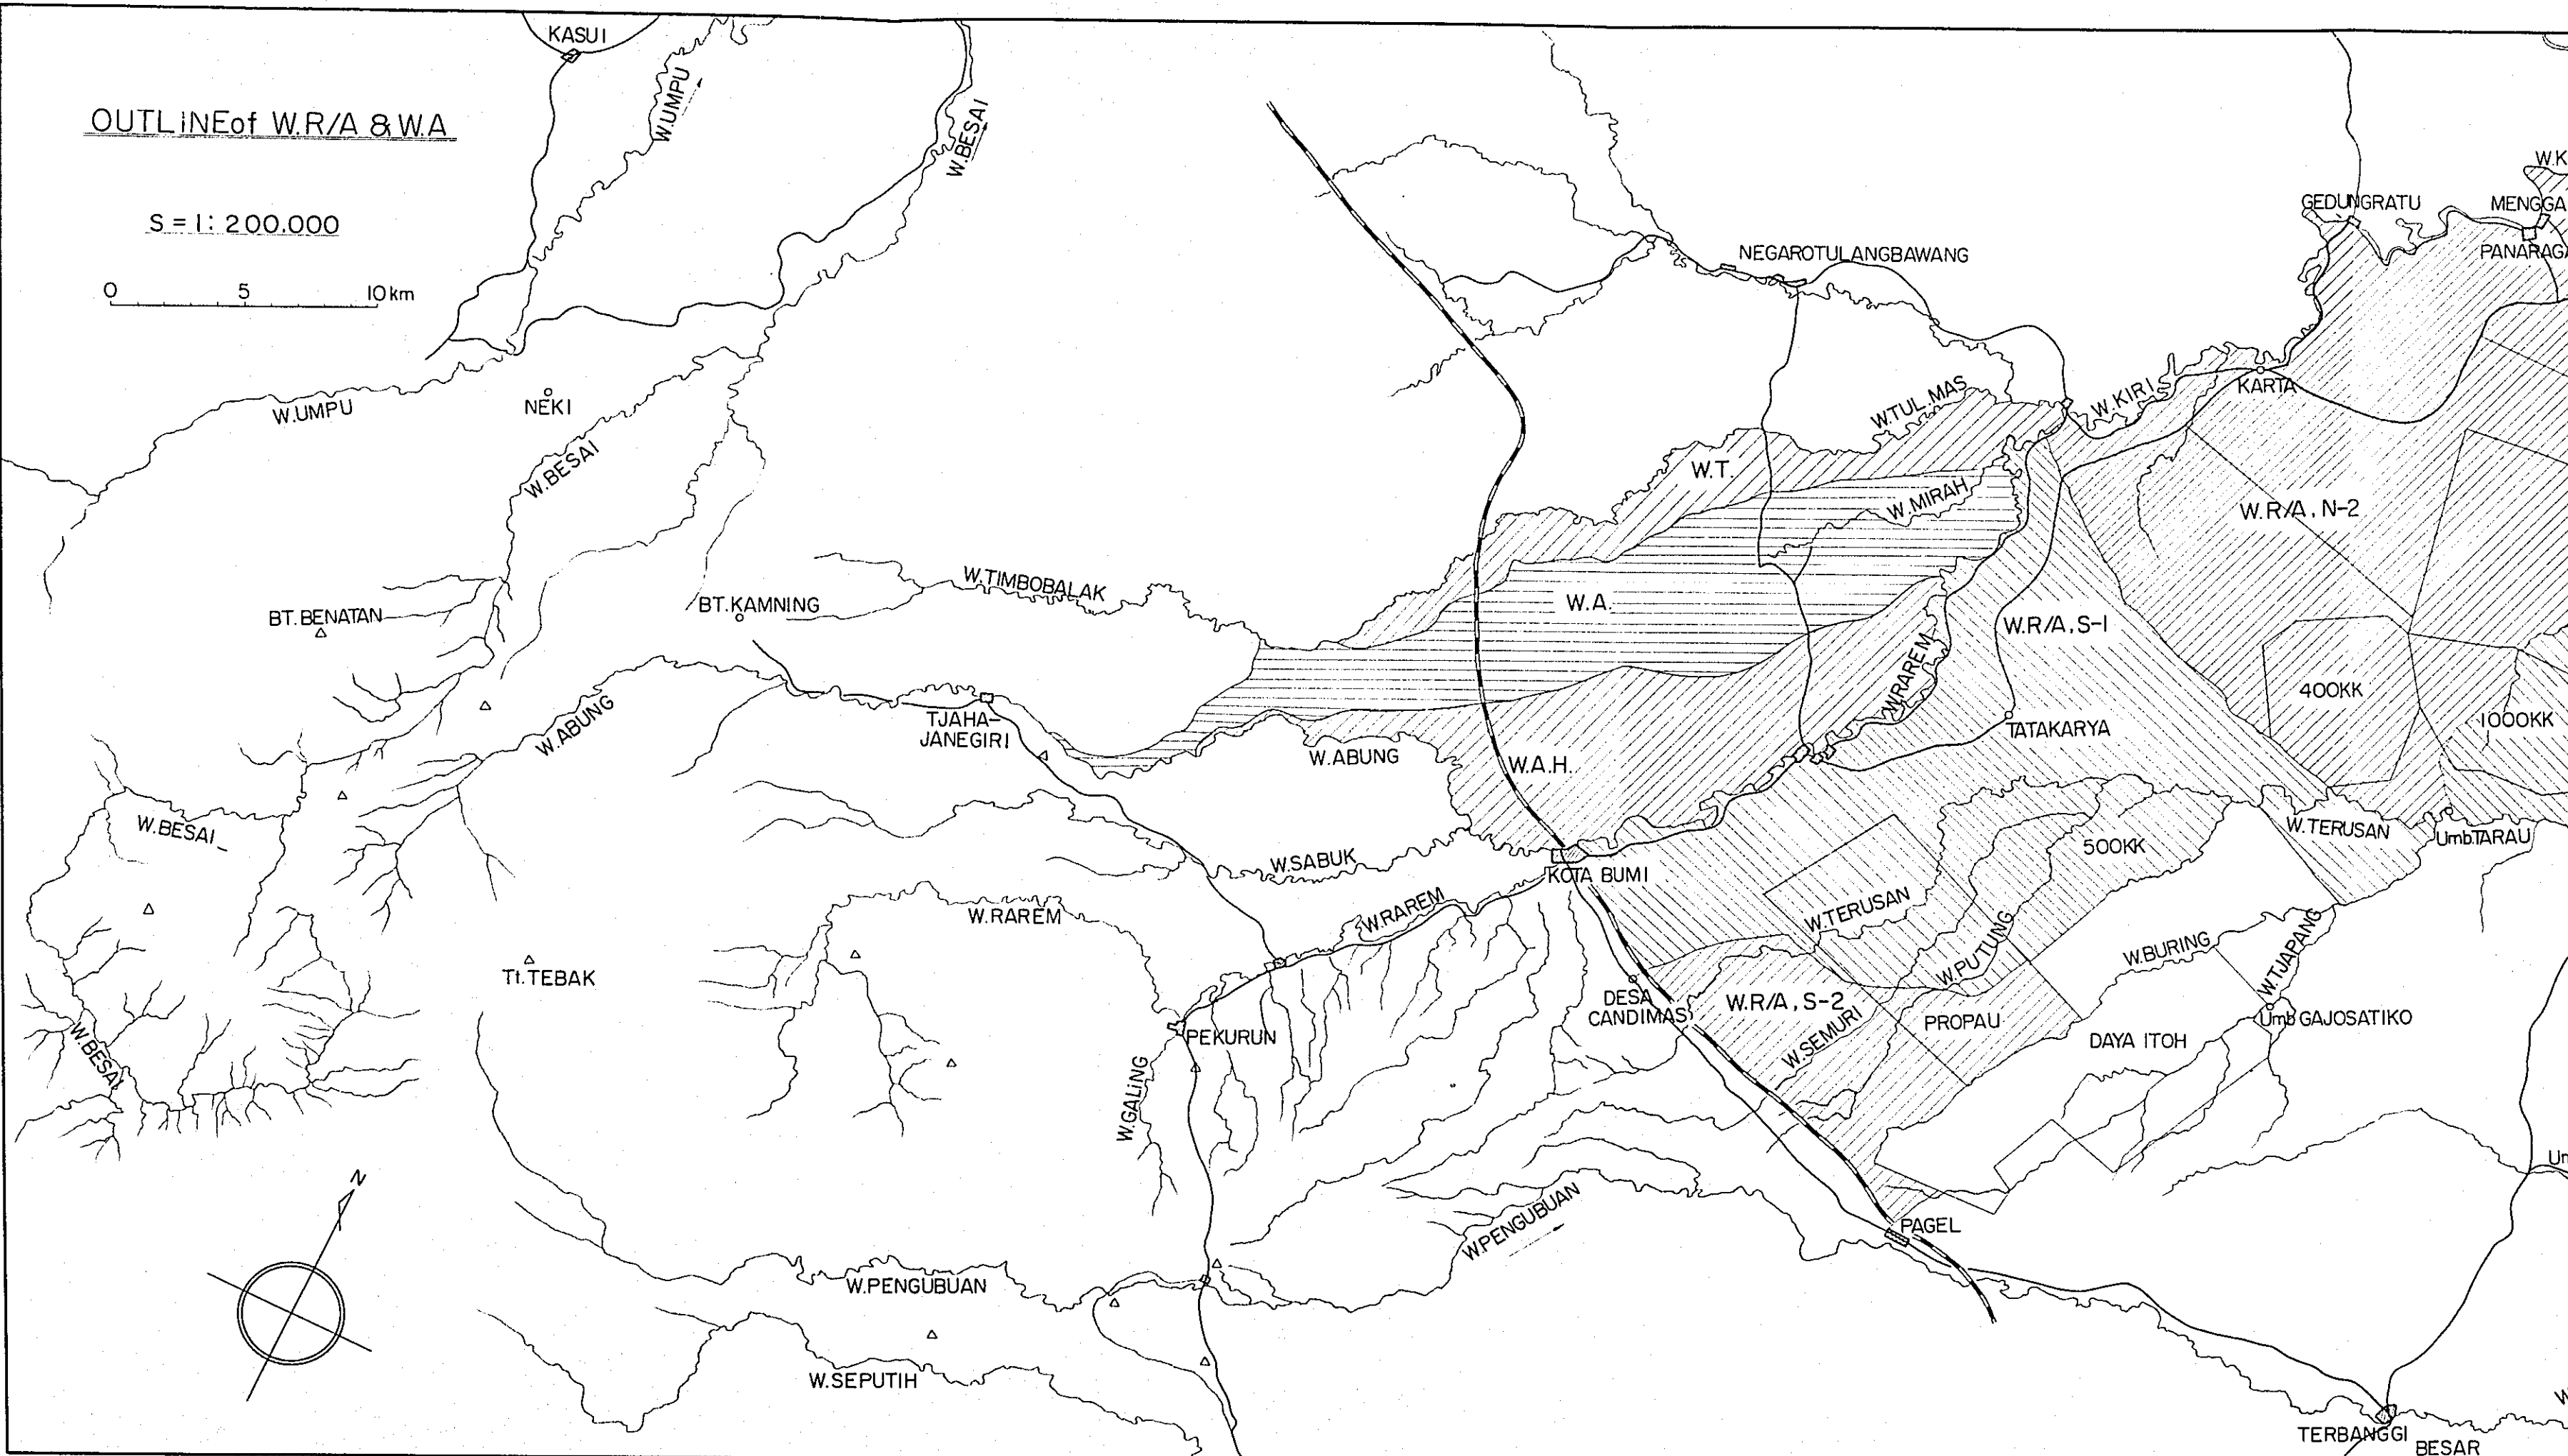 KASUI
OUTLINE of W.R/A & W.A
S = 1: 200.000
0 5 10 km
W.UMPU
W.BESAI
W.UMPU
NEKI
W.BESAI
NEGAROTULANGBAWANG
GEDUNGRATU
PANARAGA
KARTA
W.KIRI
W.TUL.MAS
W.T.
W.MIRAH
W.R/A, N-2
BT.BENATAN
BT.KAMNING
W.TIMBOBALAK
W.A.
W.R/A, S-1
W.RAREM
400KK
1000KK
W.ABUNG
TJAHA-
JANEGIRI
W.ABUNG
W.A.H.
TATAKARYA
W.BESAI
W.SABUK
KOTA BUMI
500KK
W.TERUSAN
Umb.TARAU
W.RAREM
W.RAREM
W.TERUSAN
W.PUTUNG
W.BURING
W.TJAPANG
Tt.TEBAK
DESA
CANDIMAS
W.R/A, S-2
W.SEMURI
PROPAU
DAYA ITOH
Umb GAJOSATIKO
W.BESAI
PEKURUN
W.GALING
N
W.PENGUBUAN
PAGEL
W.PENGUBUAN
W.SEPUTIH
TERBANGGI
BESAR